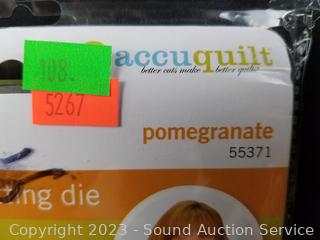 accuquilt
better cuts make better quilts
108.
5267
pomegranate
55371
ting die
Copyright 2023 - Sound Auction Service